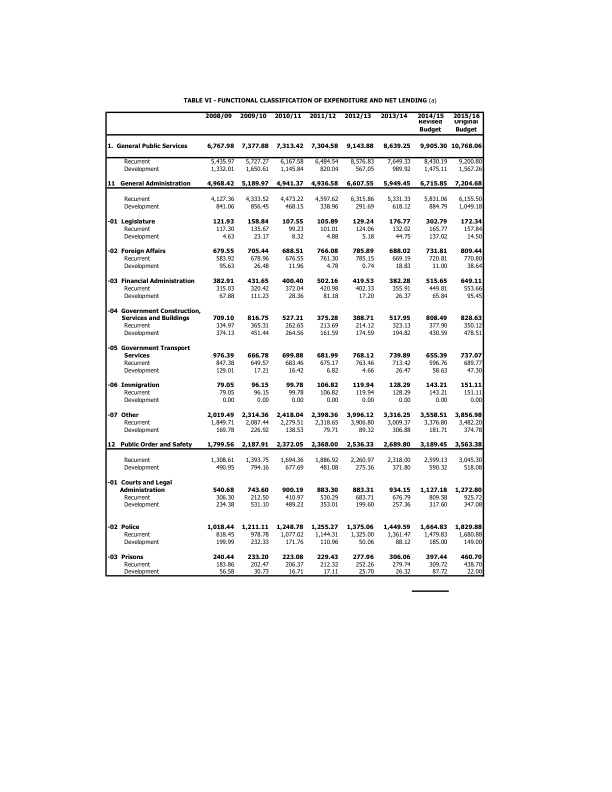 TABLE VI - FUNCTIONAL CLASSIFICATION OF EXPENDITURE AND NET LENDING (a)
2008/09 2009/10 2010/11 2011/12 2012/13 2013/14 2014/15 2015/16
Revised Original
Budget Budget
1. General Public Services 6,767.98 7,377.88 7,313.42 7,304.58 9,143.88 8,639.25 9,905.30 10,768.06
Recurrent 5,435.97 5,727.27 6,167.58 6,484.54 8,576.83 7,649.33 8,430.19 9,200.80
Development 1,332.01 1,650.61 1,145.84 820.04 567.05 989.92 1,475.11 1,567.26
11 General Administration 4,968.42 5,189.97 4,941.37 4,936.58 6,607.55 5,949.45 6,715.85 7,204.68
Recurrent 4,127.36 4,333.52 4,473.22 4,597.62 6,315.86 5,331.33 5,831.06 6,155.50
Development 841.06 856.45 468.15 338.96 291.69 618.12 884.79 1,049.18
-01 Legislature 121.93 158.84 107.55 105.89 129.24 176.77 302.79 172.34
Recurrent 117.30 135.67 99.23 101.01 124.06 132.02 165.77 157.84
Development 4.63 23.17 8.32 4.88 5.18 44.75 137.02 14.50
-02 Foreign Affairs 679.55 705.44 688.51 766.08 785.89 688.02 731.81 809.44
Recurrent 583.92 678.96 676.55 761.30 785.15 669.19 720.81 770.80
Development 95.63 26.48 11.96 4.78 0.74 18.83 11.00 38.64
-03 Financial Administration 382.91 431.65 400.40 502.16 419.53 382.28 515.65 649.11
Recurrent 315.03 320.42 372.04 420.98 402.33 355.91 449.81 553.66
Development 67.88 111.23 28.36 81.18 17.20 26.37 65.84 95.45
-04 Government Construction,
Services and Buildings 709.10 816.75 527.21 375.28 388.71 517.95 808.49 828.63
Recurrent 334.97 365.31 262.65 213.69 214.12 323.13 377.90 350.12
Development 374.13 451.44 264.56 161.59 174.59 194.82 430.59 478.51
-05 Government Transport
Services 976.39 666.78 699.88 681.99 768.12 739.89 655.39 737.07
Recurrent 847.38 649.57 683.46 675.17 763.46 713.42 596.76 689.77
Development 129.01 17.21 16.42 6.82 4.66 26.47 58.63 47.30
-06 Immigration 79.05 96.15 99.78 106.82 119.94 128.29 143.21 151.11
Recurrent 79.05 96.15 99.78 106.82 119.94 128.29 143.21 151.11
Development 0.00 0.00 0.00 0.00 0.00 0.00 0.00 0.00
-07 Other 2,019.49 2,314.36 2,418.04 2,398.36 3,996.12 3,316.25 3,558.51 3,856.98
Recurrent 1,849.71 2,087.44 2,279.51 2,318.65 3,906.80 3,009.37 3,376.80 3,482.20
Development 169.78 226.92 138.53 79.71 89.32 306.88 181.71 374.78
12 Public Order and Safety 1,799.56 2,187.91 2,372.05 2,368.00 2,536.33 2,689.80 3,189.45 3,563.38
Recurrent 1,308.61 1,393.75 1,694.36 1,886.92 2,260.97 2,318.00 2,599.13 3,045.30
Development 490.95 794.16 677.69 481.08 275.36 371.80 590.32 518.08
-01 Courts and Legal
Administration 540.68 743.60 900.19 883.30 883.31 934.15 1,127.18 1,272.80
Recurrent 306.30 212.50 410.97 530.29 683.71 676.79 809.58 925.72
Development 234.38 531.10 489.22 353.01 199.60 257.36 317.60 347.08
-02 Police 1,018.44 1,211.11 1,248.78 1,255.27 1,375.06 1,449.59 1,664.83 1,829.88
Recurrent 818.45 978.78 1,077.02 1,144.31 1,325.00 1,361.47 1,479.83 1,680.88
Development 199.99 232.33 171.76 110.96 50.06 88.12 185.00 149.00
-03 Prisons 240.44 233.20 223.08 229.43 277.96 306.06 397.44 460.70
Recurrent 183.86 202.47 206.37 212.32 252.26 279.74 309.72 438.70
Development 56.58 30.73 16.71 17.11 25.70 26.32 87.72 22.00